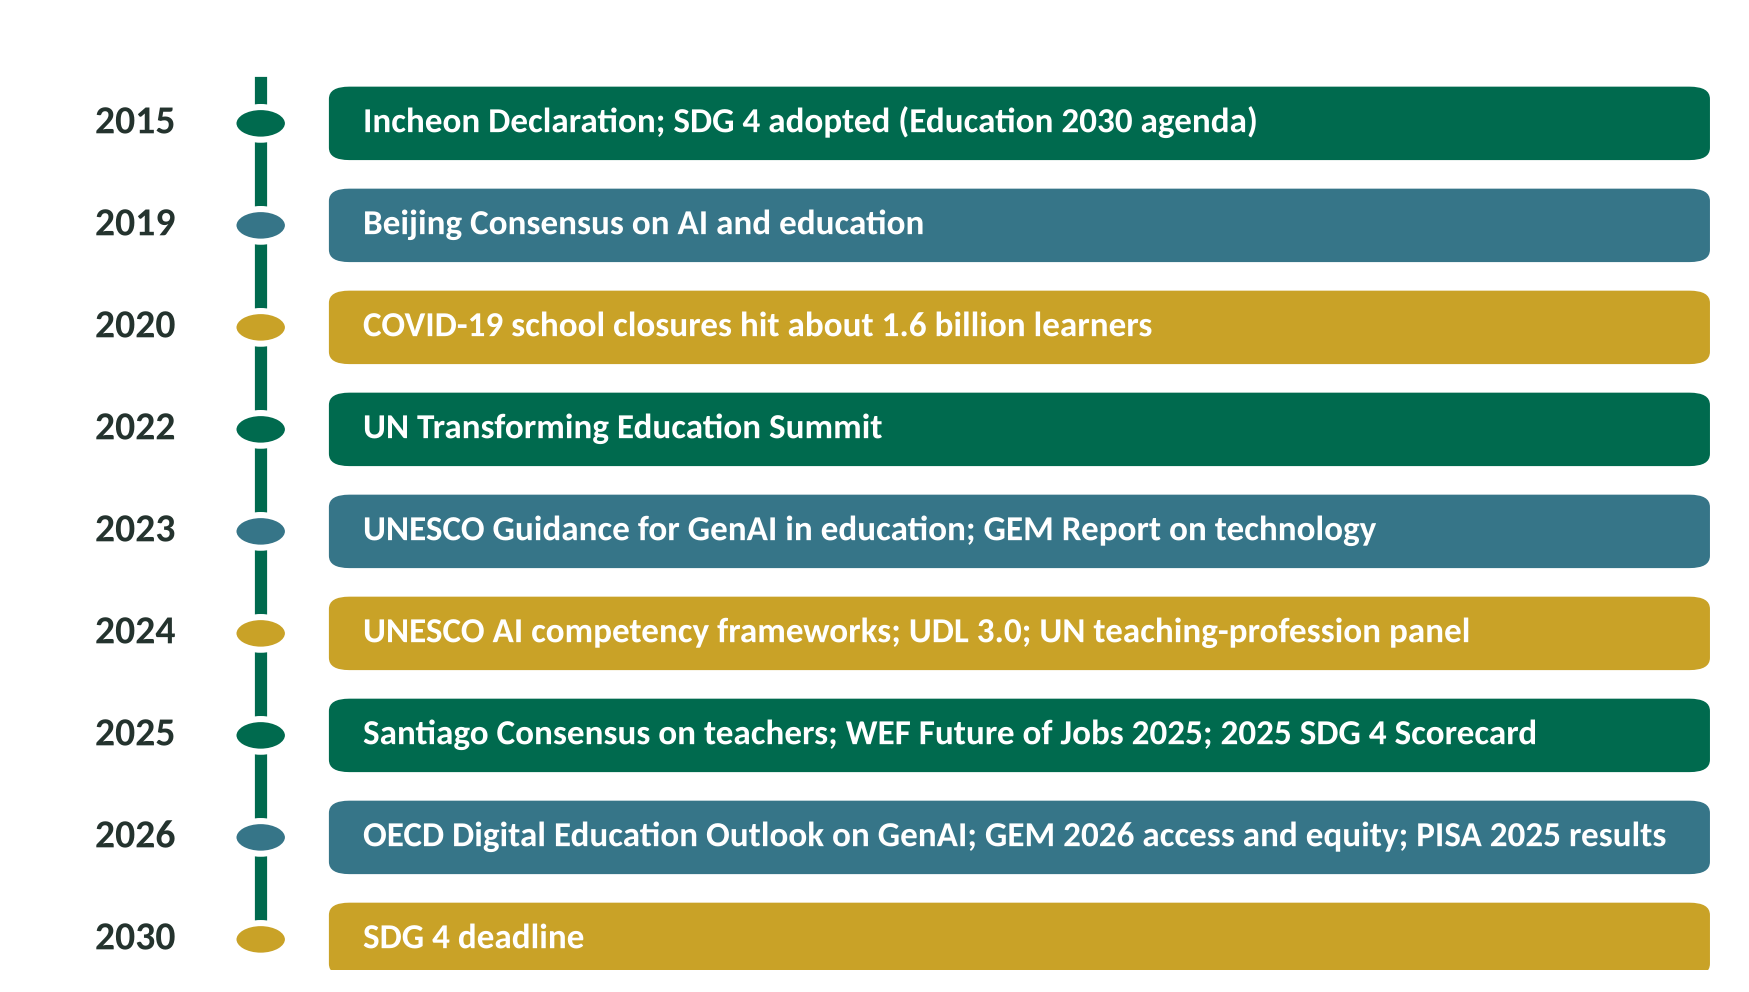 2015 Incheon Declaration; SDG 4 adopted (Education 2030 agenda)
2019 Beijing Consensus on AI and education
2020 COVID-19 school closures hit about 1.6 billion learners
2022 UN Transforming Education Summit
2023 UNESCO Guidance for GenAI in education; GEM Report on technology
2024 UNESCO AI competency frameworks; UDL 3.0; UN teaching-profession panel
2025 Santiago Consensus on teachers; WEF Future of Jobs 2025; 2025 SDG 4 Scorecard
2026 OECD Digital Education Outlook on GenAI; GEM 2026 access and equity; PISA 2025 results
2030 SDG 4 deadline